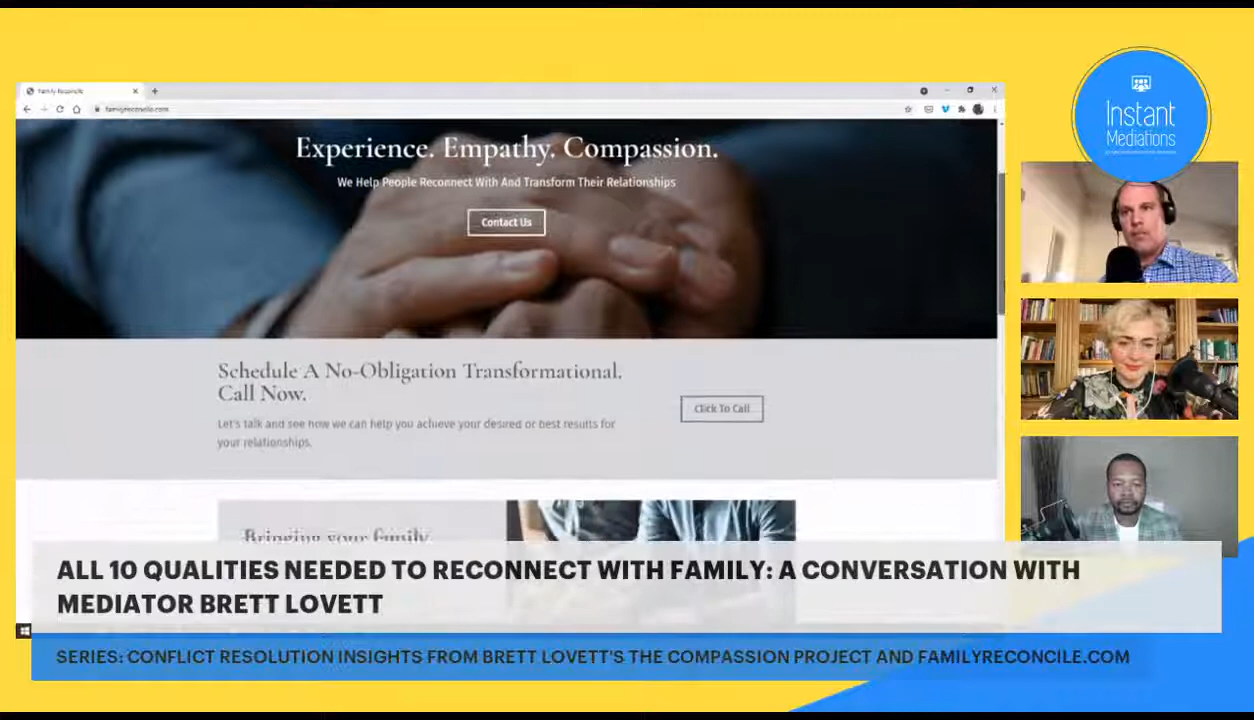 Family Reconcile
familyreconcile.com
Instant
Mediations
Experience. Empathy. Compassion.
We Help People Reconnect With And Transform Their Relationships
Contact Us
Schedule A No-Obligation Transformational.
Call Now.
Let's talk and see how we can help you achieve your desired or best results for
your relationships.
Click To Call
Bringing your family
ALL 10 QUALITIES NEEDED TO RECONNECT WITH FAMILY: A CONVERSATION WITH
MEDIATOR BRETT LOVETT
SERIES: CONFLICT RESOLUTION INSIGHTS FROM BRETT LOVETT'S THE COMPASSION PROJECT AND FAMILYRECONCILE.COM